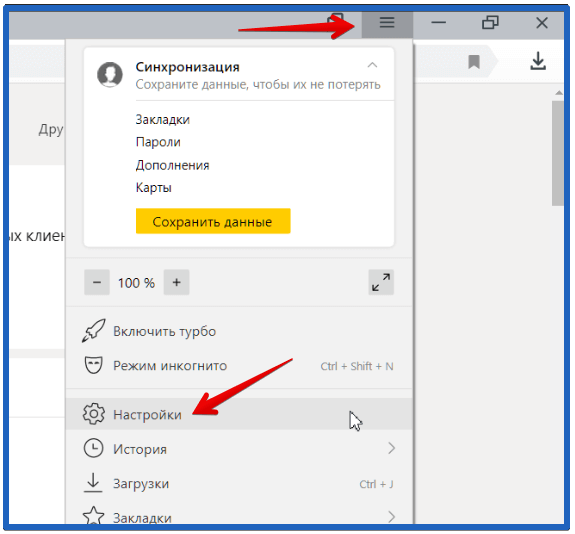 Синхронизация
Сохраните данные, чтобы их не потерять
Дру
Закладки
Пароли
Дополнения
Карты
Сохранить данные
ых клиен
− 100 % +
Включить турбо
Режим инкогнито Ctrl + Shift + N
Настройки
История
Загрузки Ctrl + J
Закладки